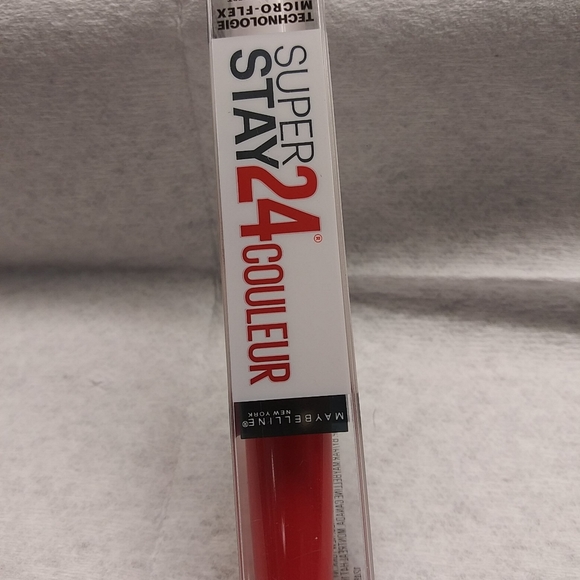 TECHNOLOGIE
MICRO-FLEX
SUPER
STAY24®
COULEUR
MAYBELLINE®
NEW YORK